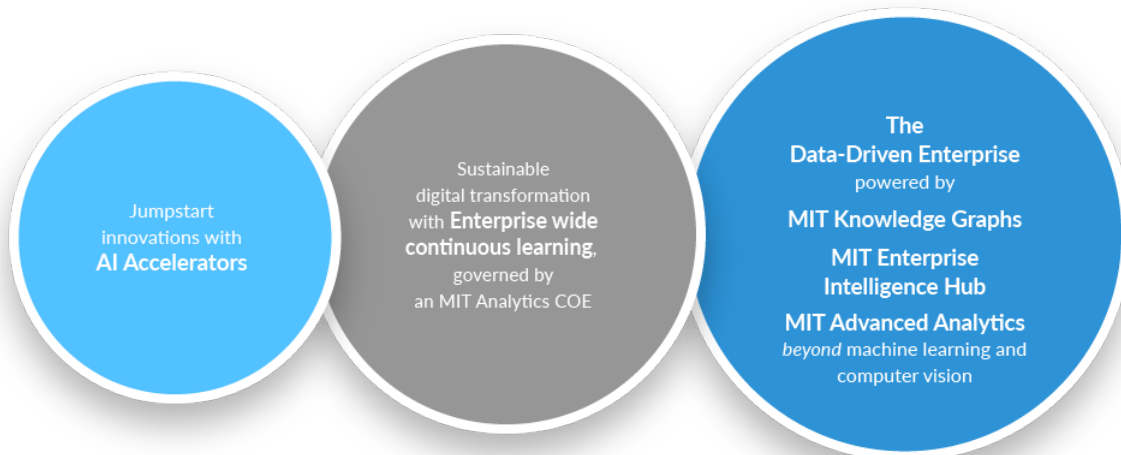 Jumpstart
innovations with
AI Accelerators
Sustainable
digital transformation
with Enterprise wide
continuous learning,
governed by
an MIT Analytics COE
The
Data-Driven Enterprise
powered by
MIT Knowledge Graphs
MIT Enterprise
Intelligence Hub
MIT Advanced Analytics
beyond machine learning and
computer vision